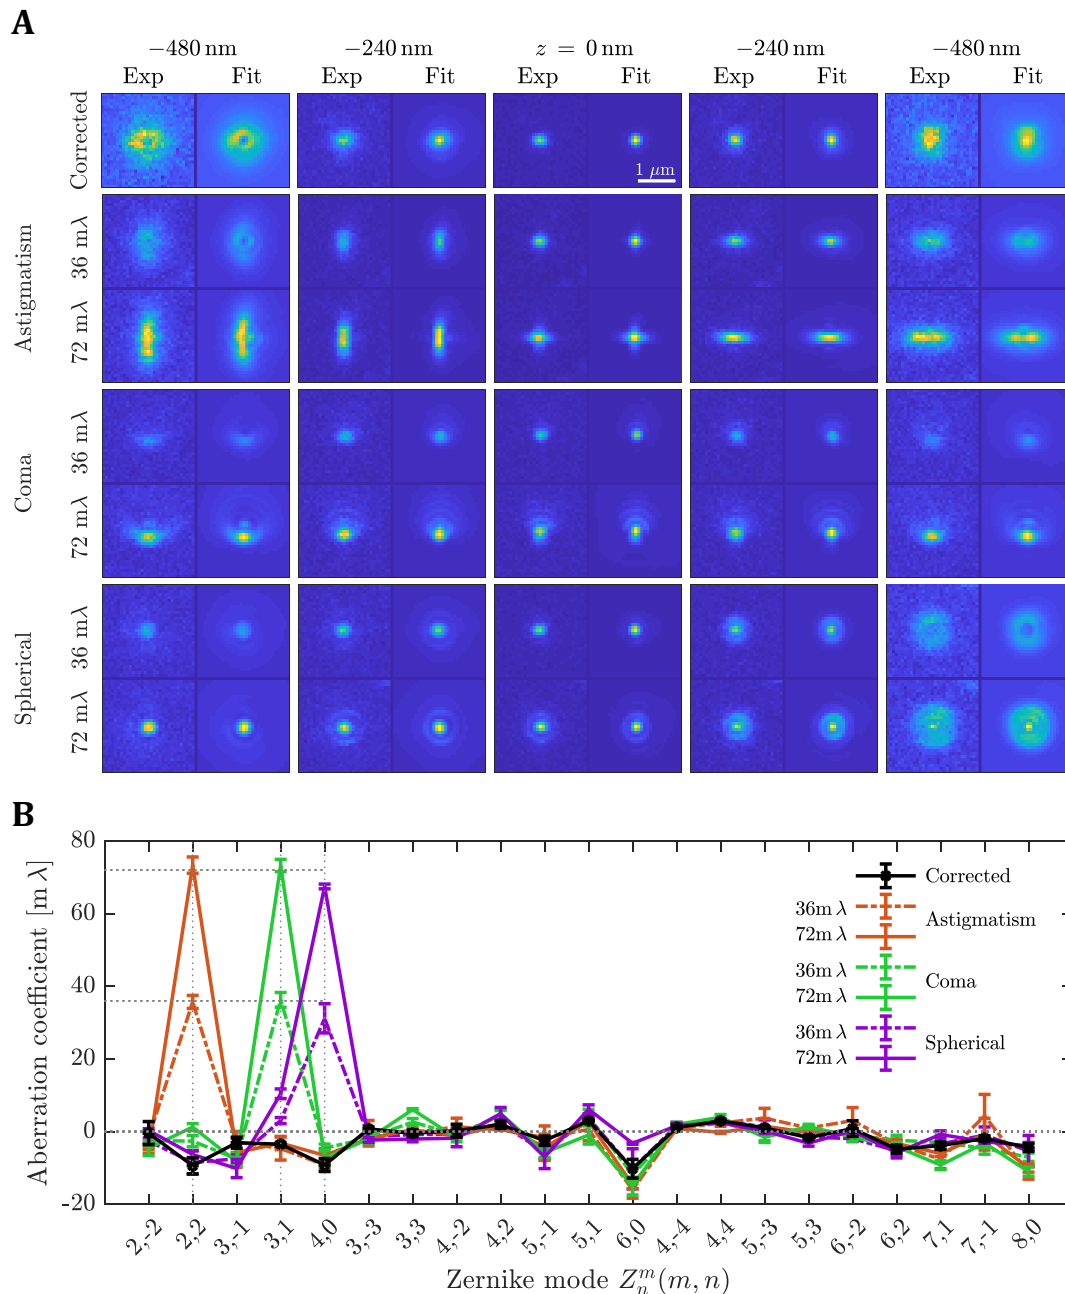 A
−480 nm −240 nm z = 0 nm −240 nm −480 nm
Exp Fit Exp Fit Exp Fit Exp Fit Exp Fit
Corrected
1 μm
Astigmatism
36 mλ
72 mλ
Coma
36 mλ
72 mλ
Spherical
36 mλ
72 mλ
B
Aberration coefficient [m λ]
80
60
40
20
0
-20
Corrected
36m λ
72m λ
Astigmatism
36m λ
72m λ
Coma
36m λ
72m λ
Spherical
2,-2 2,2 3,-1 3,1 4,0 3,-3 3,3 4,-2 4,2 5,-1 5,1 6,0 4,-4 4,4 5,-3 5,3 6,-2 6,2 7,1 7,-1 8,0
Zernike mode Z_n^m(m, n)